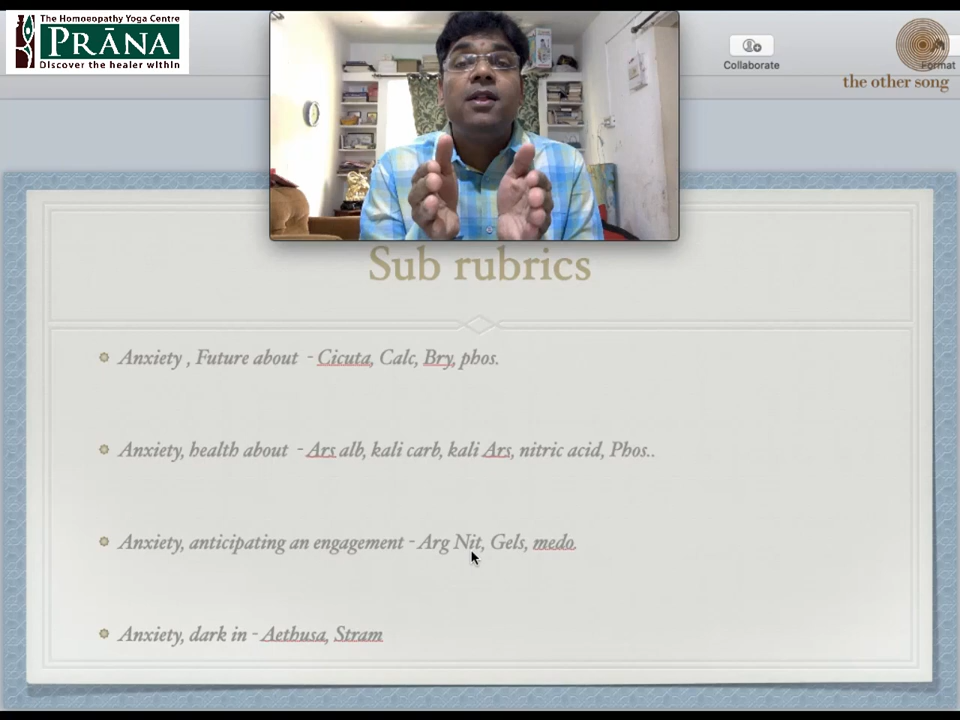 The Homoeopathy Yoga Centre
PRĀNA
Discover the healer within
Collaborate
Format
the other song
Sub rubrics
Anxiety , Future about - Cicuta, Calc, Bry, phos.
Anxiety, health about - Ars alb, kali carb, kali Ars, nitric acid, Phos..
Anxiety, anticipating an engagement - Arg Nit, Gels, medo
Anxiety, dark in - Aethusa, Stram